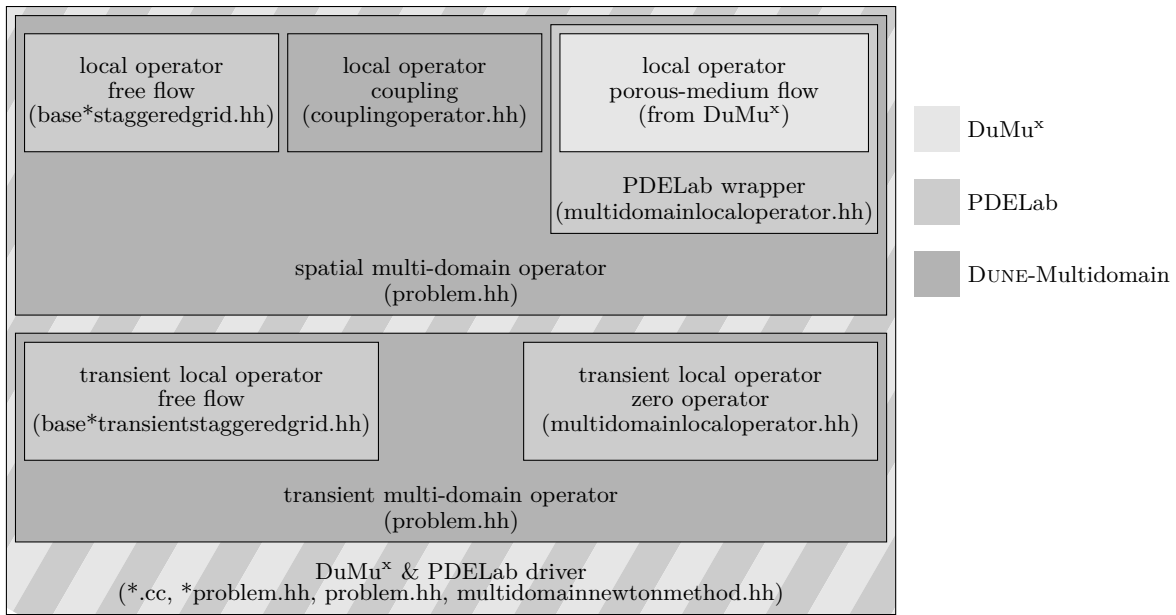 local operator
free flow
(base*staggeredgrid.hh)
local operator
coupling
(couplingoperator.hh)
local operator
porous-medium flow
(from DuMuˣ)
PDELab wrapper
(multidomainlocaloperator.hh)
spatial multi-domain operator
(problem.hh)
transient local operator
free flow
(base*transientstaggeredgrid.hh)
transient local operator
zero operator
(multidomainlocaloperator.hh)
transient multi-domain operator
(problem.hh)
DuMuˣ & PDELab driver
(*.cc, *problem.hh, problem.hh, multidomainnewtonmethod.hh)
DuMuˣ
PDELab
DUNE-Multidomain